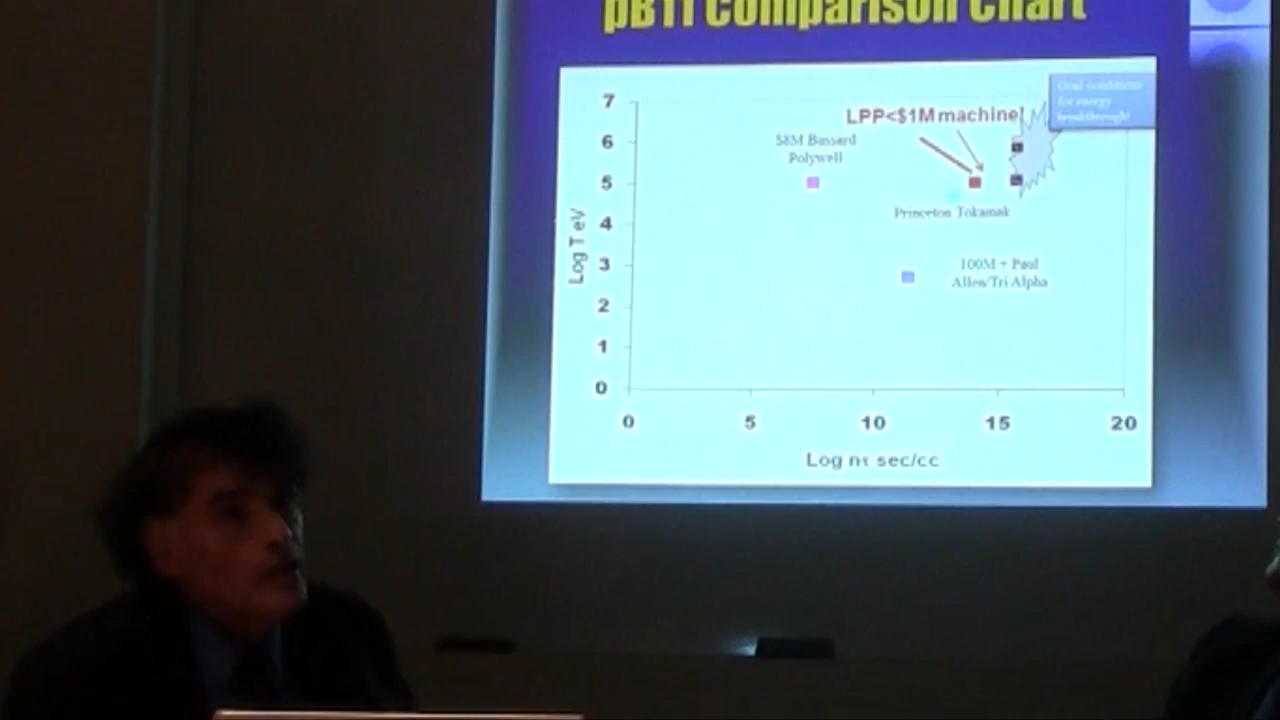 pB11 Comparison Chart
Goal conditions
for energy
breakthrough!
LPP<$1M machine!
$8M Bussard
Polywell
Princeton Tokamak
100M + Paul
Allen/Tri Alpha
Log T eV
7
6
5
4
3
2
1
0
0 5 10 15 20
Log nτ sec/cc